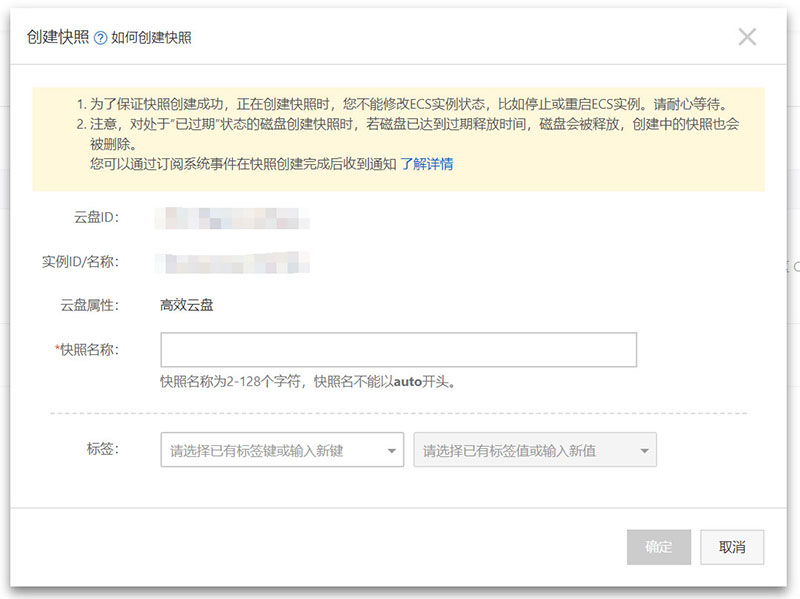 创建快照 ? 如何创建快照
1. 为了保证快照创建成功，正在创建快照时，您不能修改ECS实例状态，比如停止或重启ECS实例。请耐心等待。
2. 注意，对处于“已过期”状态的磁盘创建快照时，若磁盘已达到过期释放时间，磁盘会被释放，创建中的快照也会
被删除。
您可以通过订阅系统事件在快照创建完成后收到通知 了解详情
云盘ID：
实例ID/名称：
云盘属性： 高效云盘
*快照名称：
快照名称为2-128个字符，快照名不能以auto开头。
标签： 请选择已有标签键或输入新键 请选择已有标签值或输入新值
确定 取消